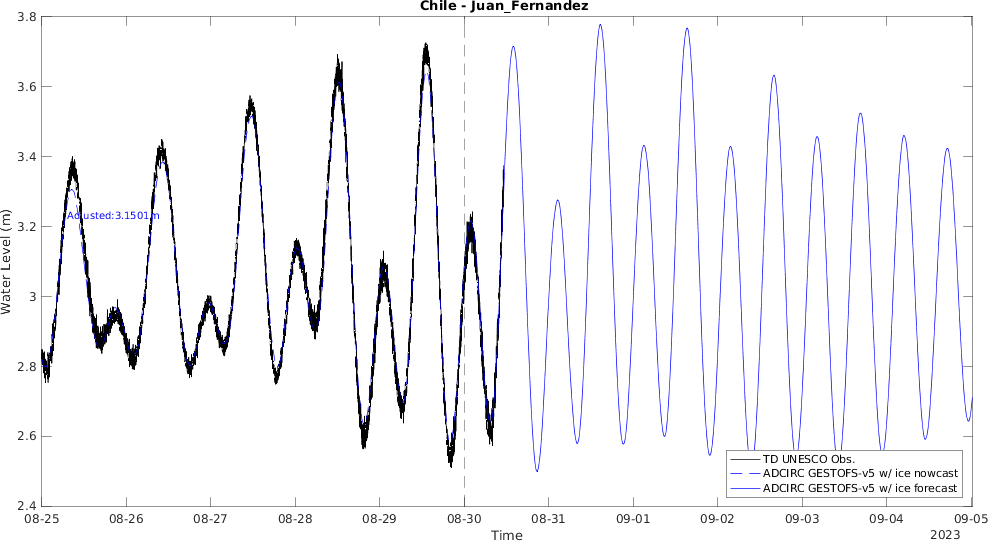 Chile - Juan_Fernandez
3.8
3.6
3.4
3.2
3
2.8
2.6
2.4
Water Level (m)
Adjusted:3.1501m
TD UNESCO Obs.
ADCIRC GESTOFS-v5 w/ ice nowcast
ADCIRC GESTOFS-v5 w/ ice forecast
08-25 08-26 08-27 08-28 08-29 08-30 08-31 09-01 09-02 09-03 09-04 09-05
Time
2023